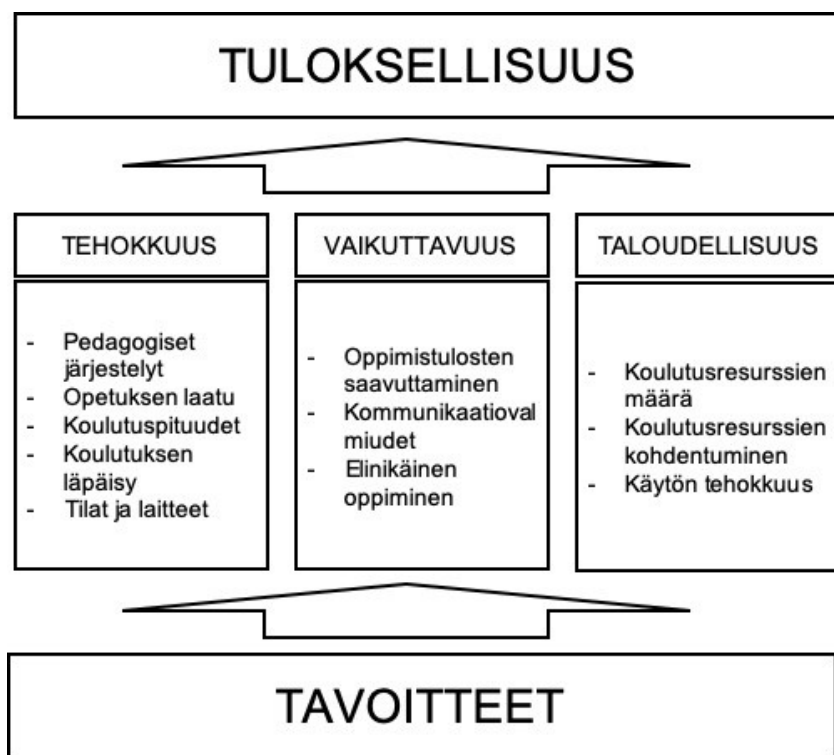 TULOKSELLISUUS
TEHOKKUUS
- Pedagogiset
järjestelyt
- Opetuksen laatu
- Koulutuspituudet
- Koulutuksen
läpäisy
- Tilat ja laitteet
VAIKUTTAVUUS
- Oppimistulosten
saavuttaminen
- Kommunikaatioval
miudet
- Elinikäinen
oppiminen
TALOUDELLISUUS
- Koulutusresurssien
määrä
- Koulutusresurssien
kohdentuminen
- Käytön tehokkuus
TAVOITTEET